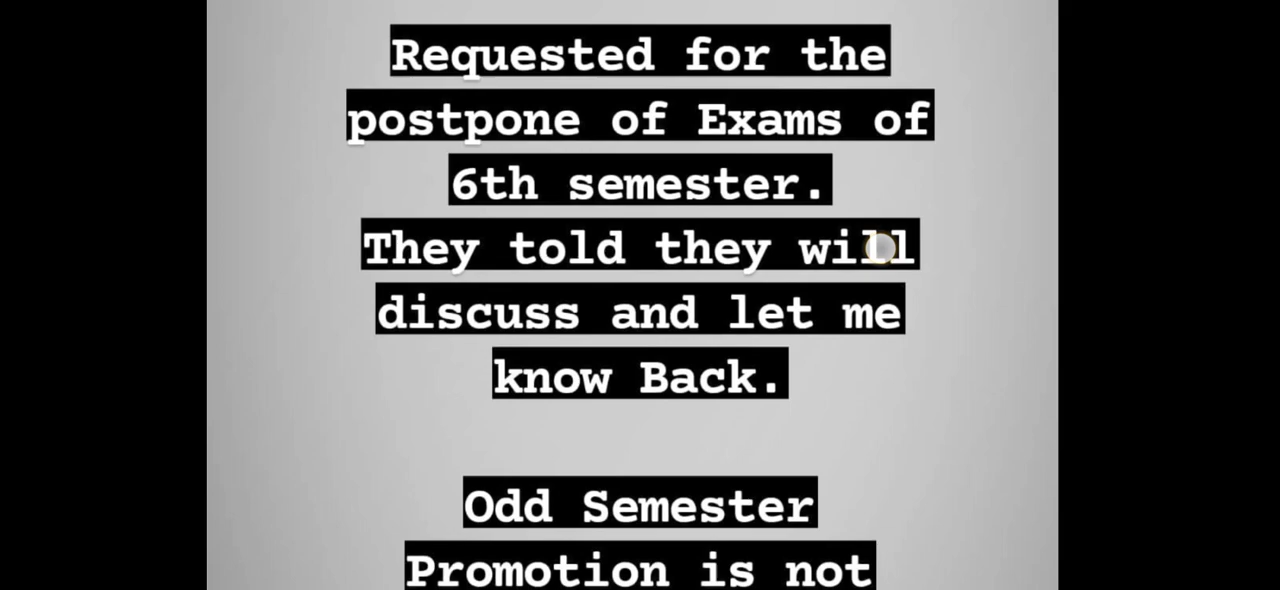 Requested for the
postpone of Exams of
6th semester.
They told they will
discuss and let me
know Back.
Odd Semester
Promotion is not